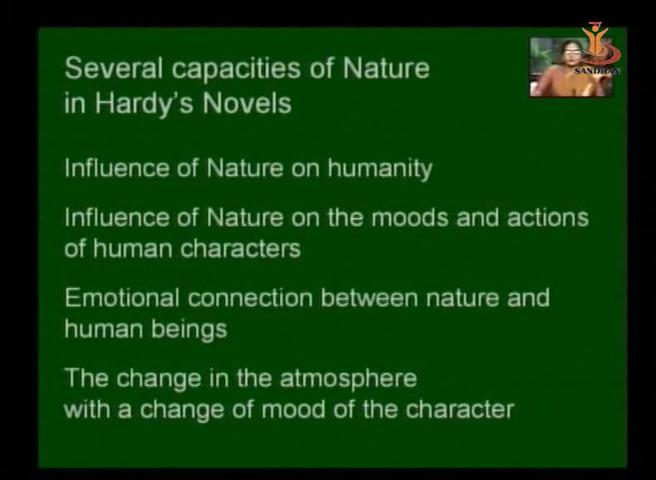 Several capacities of Nature
in Hardy's Novels
SANDHAN
Influence of Nature on humanity
Influence of Nature on the moods and actions
of human characters
Emotional connection between nature and
human beings
The change in the atmosphere
with a change of mood of the character